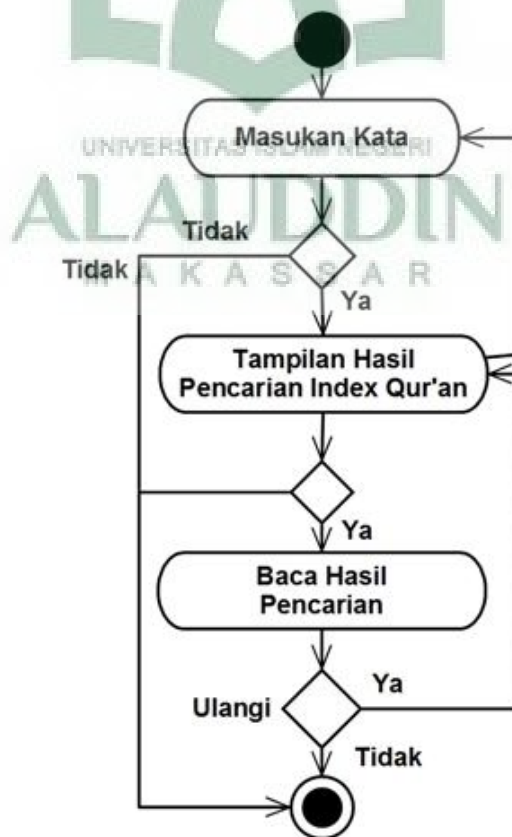 Masukan Kata
UNIVERSITAS ISLAM NEGERI
ALAUDDIN
Tidak
Tidak
MAKASSAR
Ya
Tampilan Hasil
Pencarian Index Qur'an
Ya
Baca Hasil
Pencarian
Ya
Ulangi
Tidak